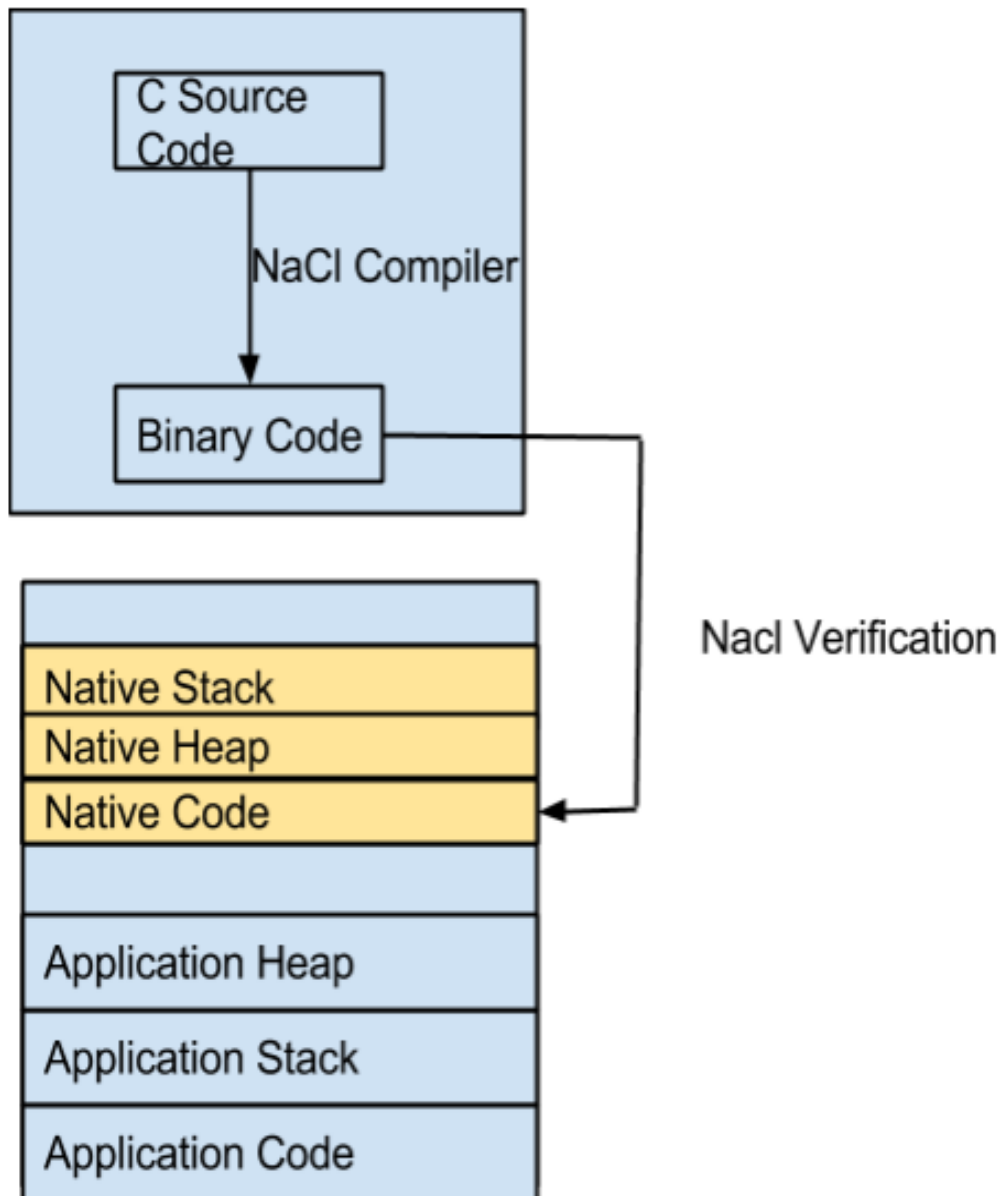 C Source
Code
NaCl Compiler
Binary Code
Nacl Verification
Native Stack
Native Heap
Native Code
Application Heap
Application Stack
Application Code